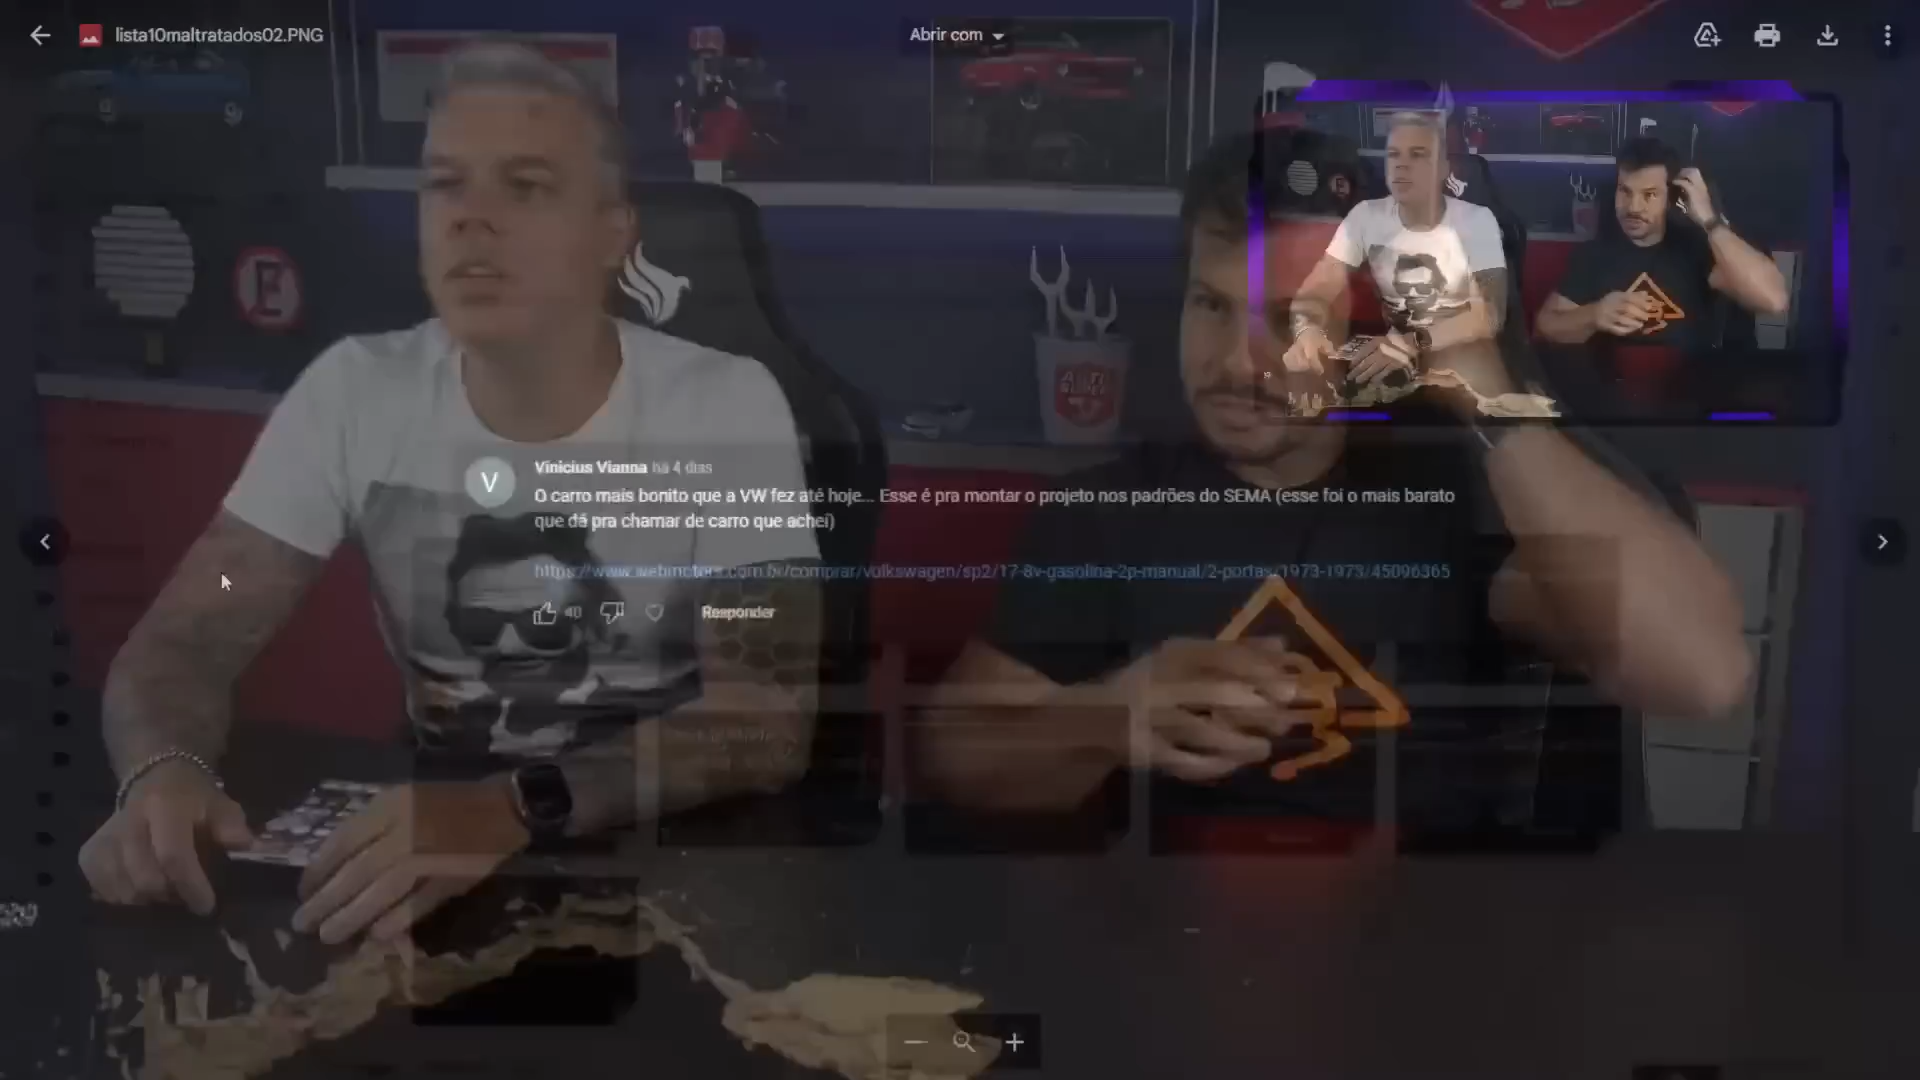 lista10maltratados02.PNG
Abrir com
E
AUTO
SUPER
V
Vinicius Vianna há 4 dias
O carro mais bonito que a VW fez até hoje... Esse é pra montar o projeto nos padrões do SEMA (esse foi o mais barato
que dá pra chamar de carro que achei)
https://www.webmotors.com.br/comprar/volkswagen/sp2/17-8v-gasolina-2p-manual/2-portas/1973-1973/45096365
40
Responder